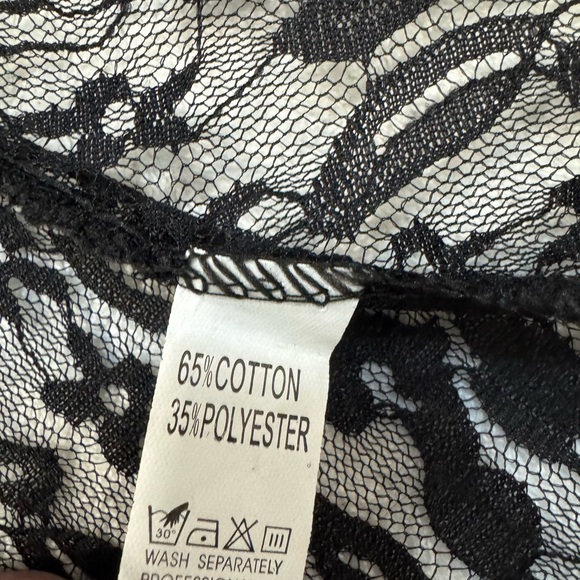 65%COTTON
35%POLYESTER
30°
WASH SEPARATELY